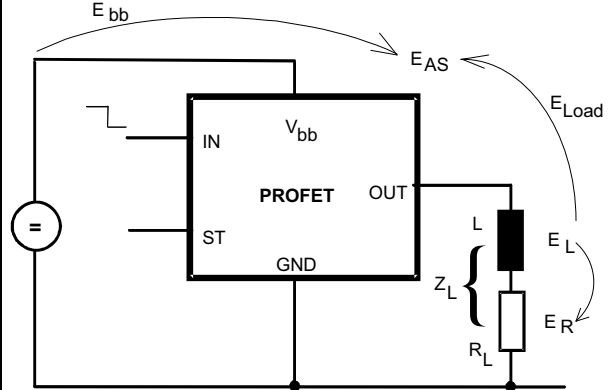 E bb
E AS
E Load
IN
V bb
PROFET
OUT
=
ST
GND
L
E L
Z L {
E R
R L